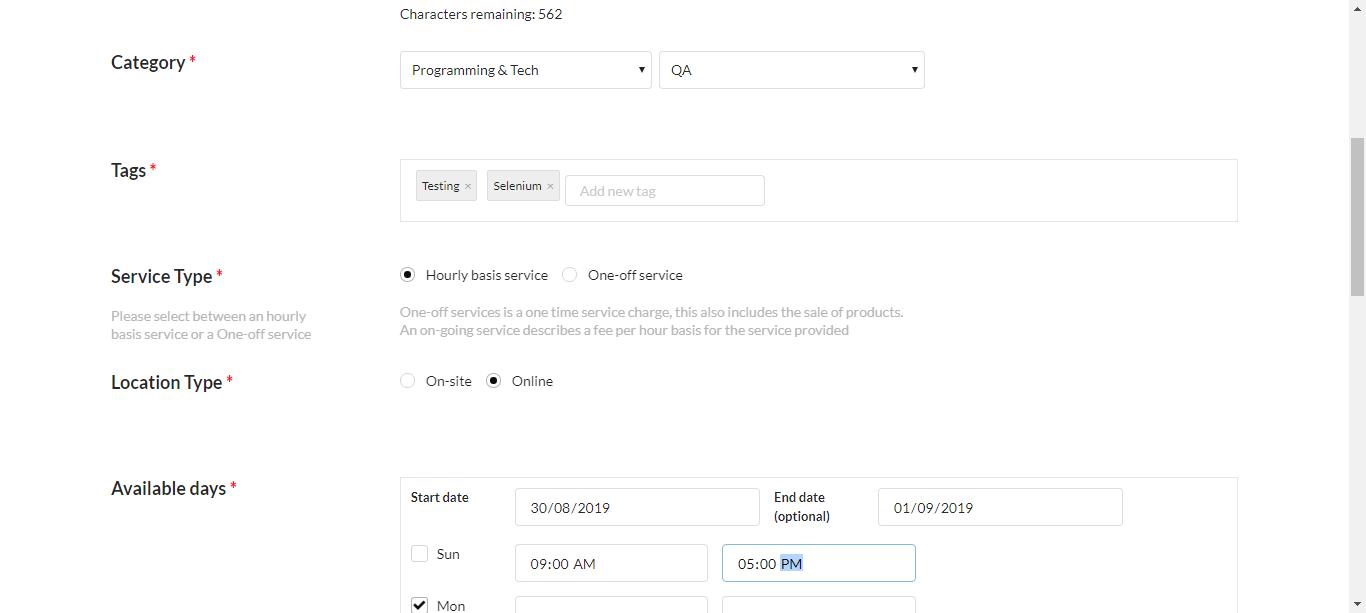 Characters remaining: 562
Category *
Programming & Tech
QA
Tags *
Testing ×
Selenium ×
Add new tag
Service Type *
Hourly basis service
One-off service
Please select between an hourly
basis service or a One-off service
One-off services is a one time service charge, this also includes the sale of products.
An on-going service describes a fee per hour basis for the service provided
Location Type *
On-site
Online
Available days *
Start date
30/08/2019
End date
(optional)
01/09/2019
Sun
09:00 AM
05:00 PM
Mon